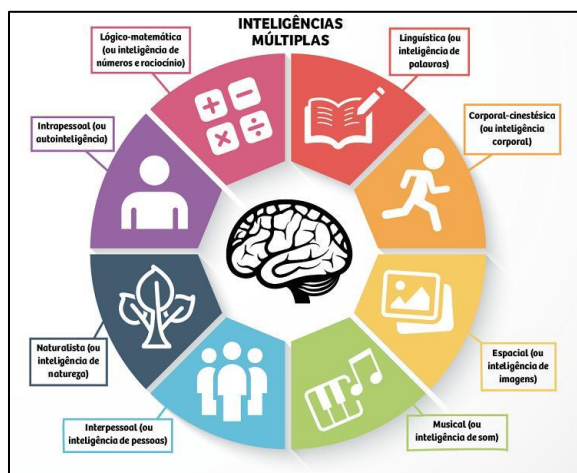 INTELIGÊNCIAS
MÚLTIPLAS
Lógico-matemática
(ou inteligência de
números e raciocínio)
Linguística (ou
inteligência de
palavras)
Intrapessoal (ou
autointeligência)
Corporal-cinestésica
(ou inteligência
corporal)
Naturalista (ou
inteligência de
natureza)
Espacial (ou
inteligência de
imagens)
Interpessoal (ou
inteligência de pessoas)
Musical (ou
inteligência de som)